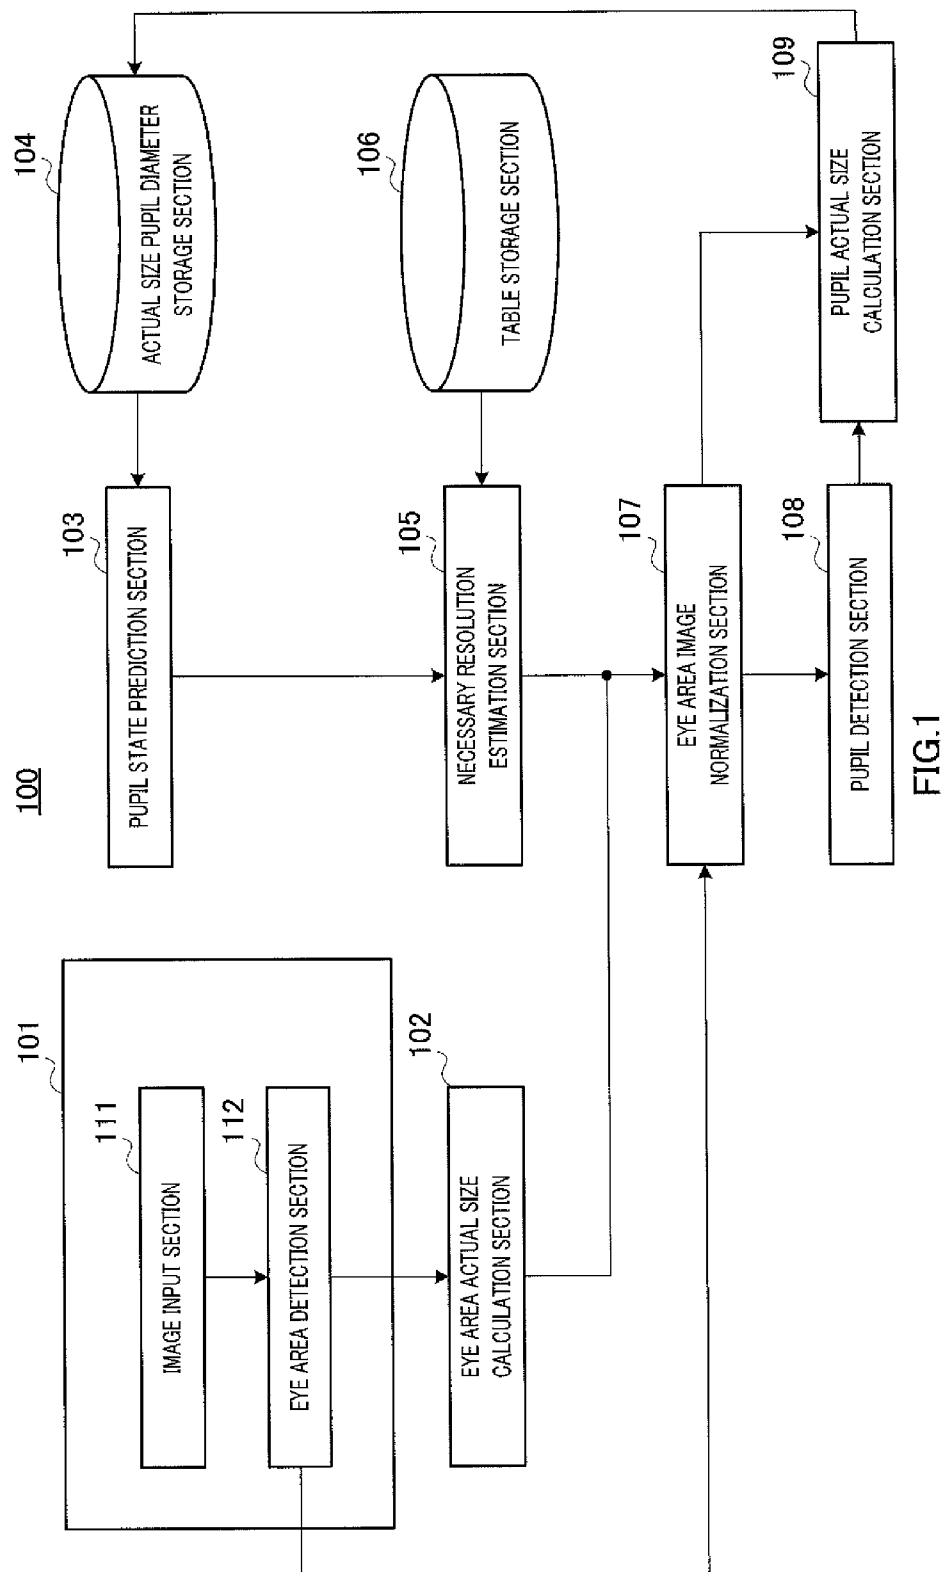 100
101
111
IMAGE INPUT SECTION
112
EYE AREA DETECTION SECTION
102
EYE AREA ACTUAL SIZE
CALCULATION SECTION
103
PUPIL STATE PREDICTION SECTION
104
ACTUAL SIZE PUPIL DIAMETER
STORAGE SECTION
105
NECESSARY RESOLUTION
ESTIMATION SECTION
106
TABLE STORAGE SECTION
107
EYE AREA IMAGE
NORMALIZATION SECTION
108
PUPIL DETECTION SECTION
109
PUPIL ACTUAL SIZE
CALCULATION SECTION
FIG.1